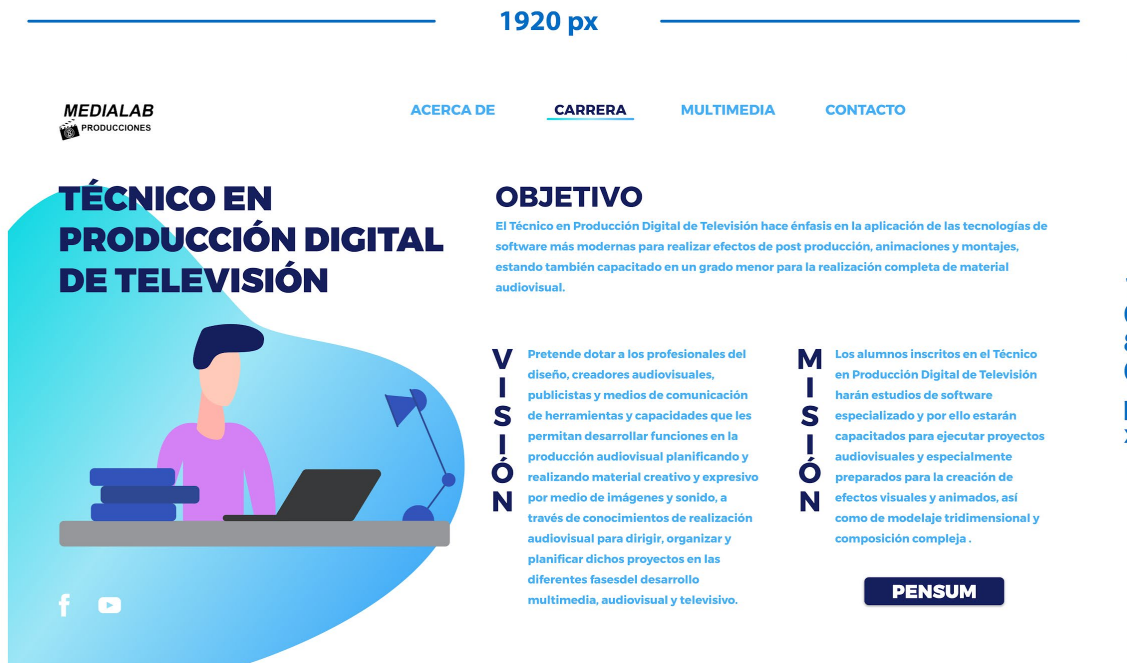 1920 px
MEDIALAB
PRODUCCIONES
ACERCA DE
CARRERA
MULTIMEDIA
CONTACTO
TÉCNICO EN
PRODUCCIÓN DIGITAL
DE TELEVISIÓN
OBJETIVO
El Técnico en Producción Digital de Televisión hace énfasis en la aplicación de las tecnologías de
software más modernas para realizar efectos de post producción, animaciones y montajes,
estando también capacitado en un grado menor para la realización completa de material
audiovisual.
VISIÓN
Pretende dotar a los profesionales del
diseño, creadores audiovisuales,
publicistas y medios de comunicación
de herramientas y capacidades que les
permitan desarrollar funciones en la
producción audiovisual planificando y
realizando material creativo y expresivo
por medio de imágenes y sonido, a
través de conocimientos de realización
audiovisual para dirigir, organizar y
planificar dichos proyectos en las
diferentes fasesdel desarrollo
multimedia, audiovisual y televisivo.
MISIÓN
Los alumnos inscritos en el Técnico
en Producción Digital de Televisión
harán estudios de software
especializado y por ello estarán
capacitados para ejecutar proyectos
audiovisuales y especialmente
preparados para la creación de
efectos visuales y animados, así
como de modelaje tridimensional y
composición compleja .
PENSUM